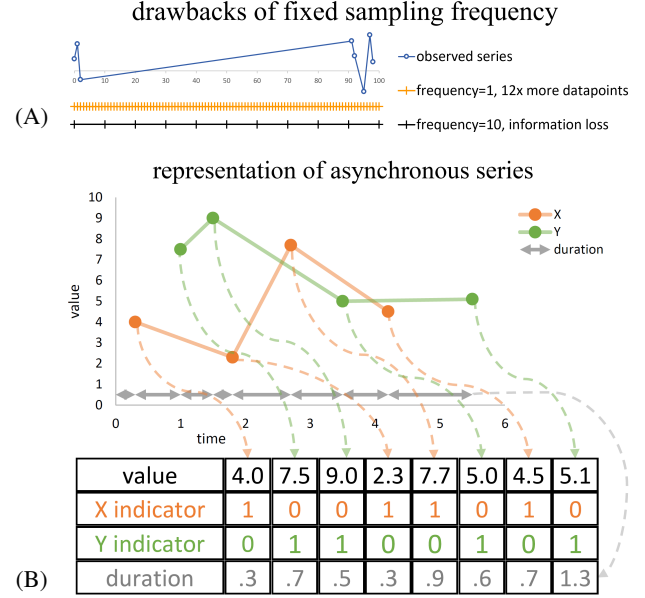 drawbacks of fixed sampling frequency
observed series
0 10 20 30 40 50 60 70 80 90 100
frequency=1, 12x more datapoints
(A)
frequency=10, information loss
representation of asynchronous series
10
9
8
7
6
5
4
3
2
1
0
value
X
Y
duration
0 1 2 3 4 5 6
time
value 4.0 7.5 9.0 2.3 7.7 5.0 4.5 5.1
X indicator 1 0 0 1 1 0 1 0
Y indicator 0 1 1 0 0 1 0 1
(B) duration .3 .7 .5 .3 .9 .6 .7 1.3